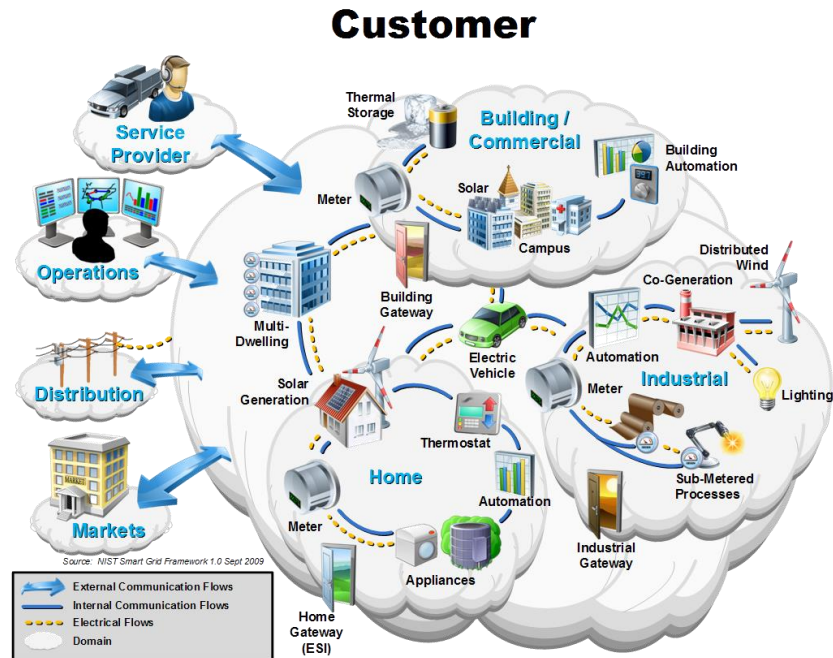 Customer
Service
Provider
Operations
Distribution
MARKET
Markets
Source: NIST Smart Grid Framework 1.0 Sept 2009
External Communication Flows
Internal Communication Flows
Electrical Flows
Domain
Thermal
Storage
Building /
Commercial
Building
Automation
Meter
Solar
Campus
Building
Gateway
Multi-
Dwelling
Electric
Vehicle
Distributed
Wind
Co-Generation
Automation
Industrial
Meter
Lighting
Sub-Metered
Processes
Industrial
Gateway
Solar
Generation
Thermostat
Home
Automation
Meter
Appliances
Home
Gateway
(ESI)